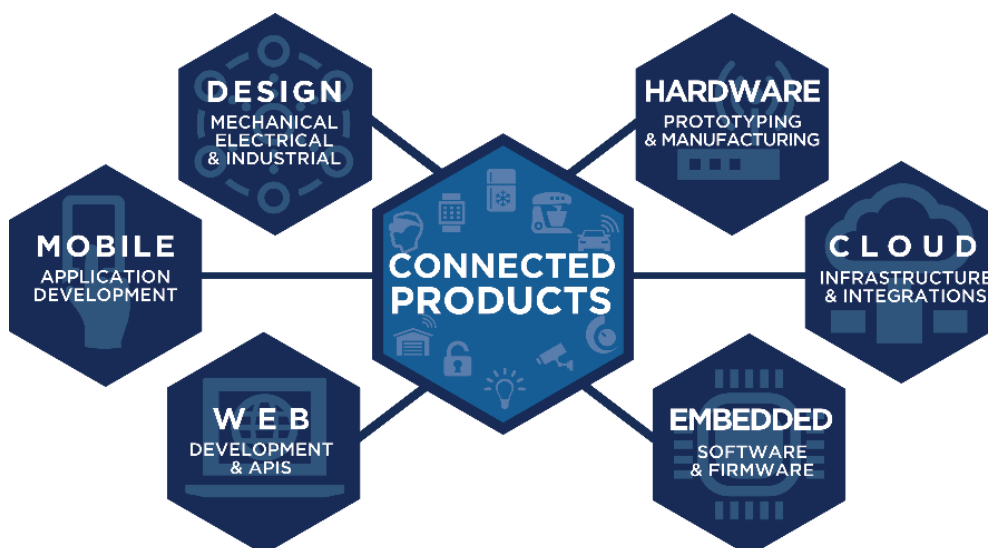 DESIGN
MECHANICAL
ELECTRICAL
& INDUSTRIAL
HARDWARE
PROTOTYPING
& MANUFACTURING
MOBILE
APPLICATION
DEVELOPMENT
CONNECTED
PRODUCTS
CLOUD
INFRASTRUCTURE
& INTEGRATIONS
WEB
DEVELOPMENT
& APIS
EMBEDDED
SOFTWARE
& FIRMWARE